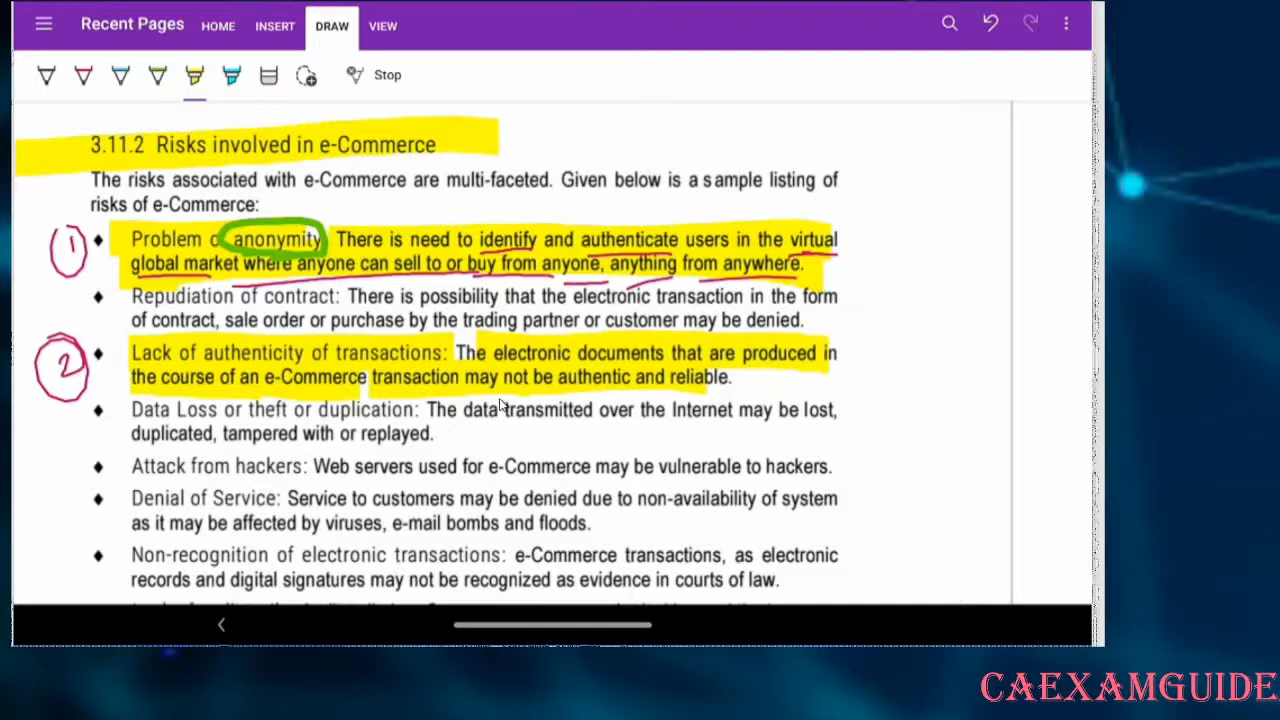 Recent Pages HOME INSERT DRAW VIEW
Stop
3.11.2 Risks involved in e-Commerce
The risks associated with e-Commerce are multi-faceted. Given below is a sample listing of
risks of e-Commerce:
1
♦ Problem of anonymity There is need to identify and authenticate users in the virtual
global market where anyone can sell to or buy from anyone, anything from anywhere.
♦ Repudiation of contract: There is possibility that the electronic transaction in the form
of contract, sale order or purchase by the trading partner or customer may be denied.
2
♦ Lack of authenticity of transactions: The electronic documents that are produced in
the course of an e-Commerce transaction may not be authentic and reliable.
♦ Data Loss or theft or duplication: The data transmitted over the Internet may be lost,
duplicated, tampered with or replayed.
♦ Attack from hackers: Web servers used for e-Commerce may be vulnerable to hackers.
♦ Denial of Service: Service to customers may be denied due to non-availability of system
as it may be affected by viruses, e-mail bombs and floods.
♦ Non-recognition of electronic transactions: e-Commerce transactions, as electronic
records and digital signatures may not be recognized as evidence in courts of law.
CAEXAMGUIDE